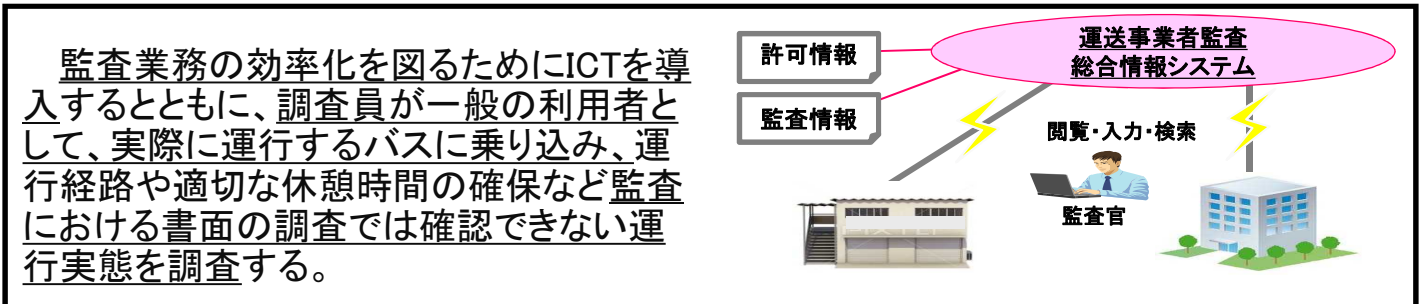 監査業務の効率化を図るためにICTを導
入するとともに、調査員が一般の利用者と
して、実際に運行するバスに乗り込み、運
行経路や適切な休憩時間の確保など監査
における書面の調査では確認できない運
行実態を調査する。
許可情報
監査情報
運送事業者監査
総合情報システム
閲覧・入力・検索
監査官